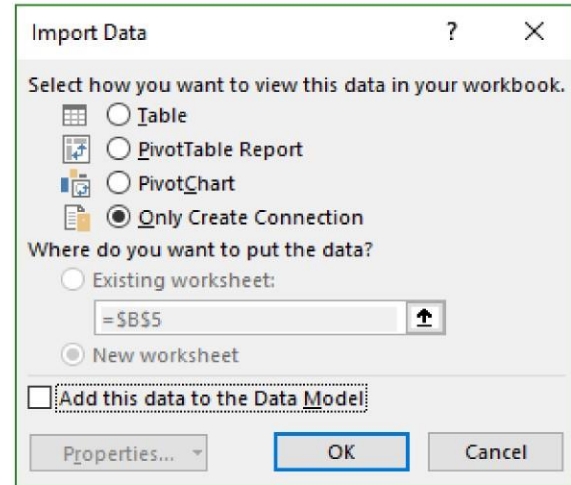 Import Data ?
Select how you want to view this data in your workbook.
Table
PivotTable Report
PivotChart
Only Create Connection
Where do you want to put the data?
Existing worksheet:
=$B$5
New worksheet
Add this data to the Data Model
Properties... OK Cancel